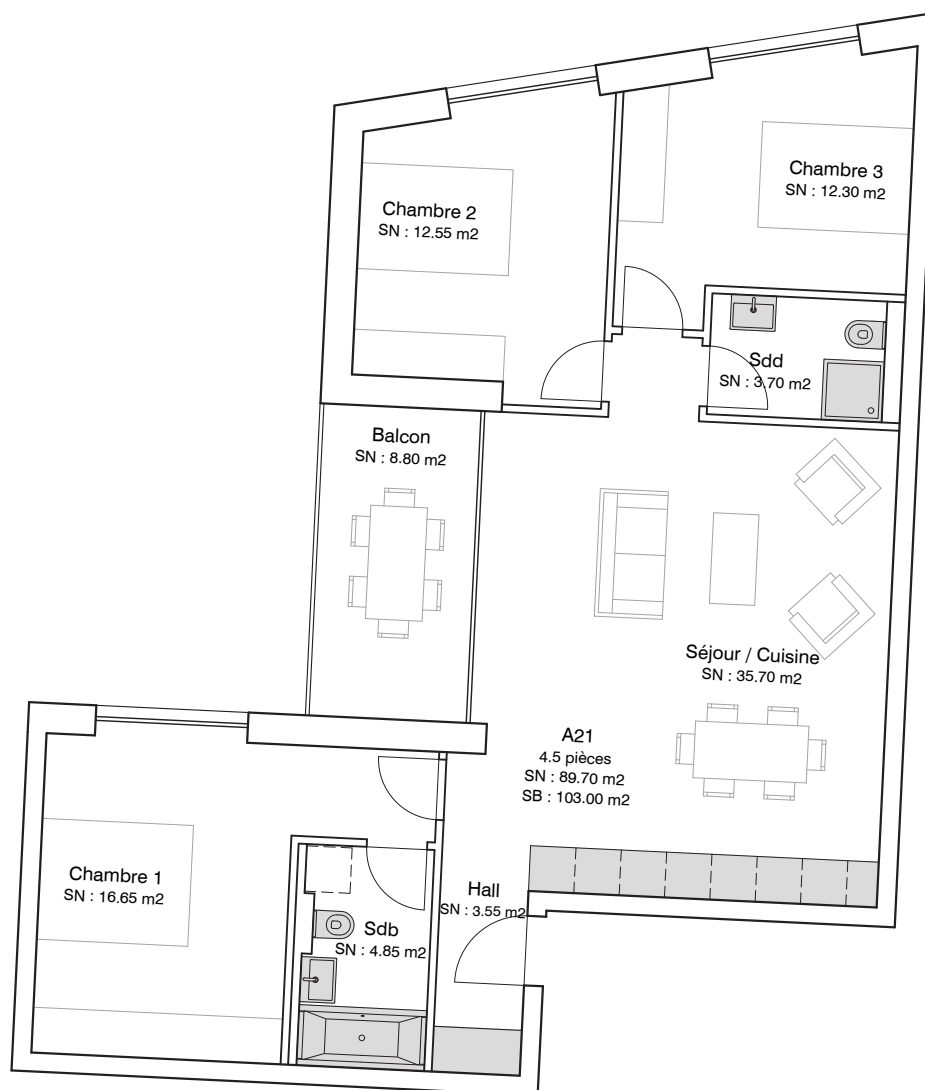 Chambre 3
SN : 12.30 m2
Chambre 2
SN : 12.55 m2
Sdd
SN : 3.70 m2
Balcon
SN : 8.80 m2
Séjour / Cuisine
SN : 35.70 m2
A21
4.5 pièces
SN : 89.70 m2
SB : 103.00 m2
Chambre 1
SN : 16.65 m2
Hall
SN : 3.55 m2
Sdb
SN : 4.85 m2